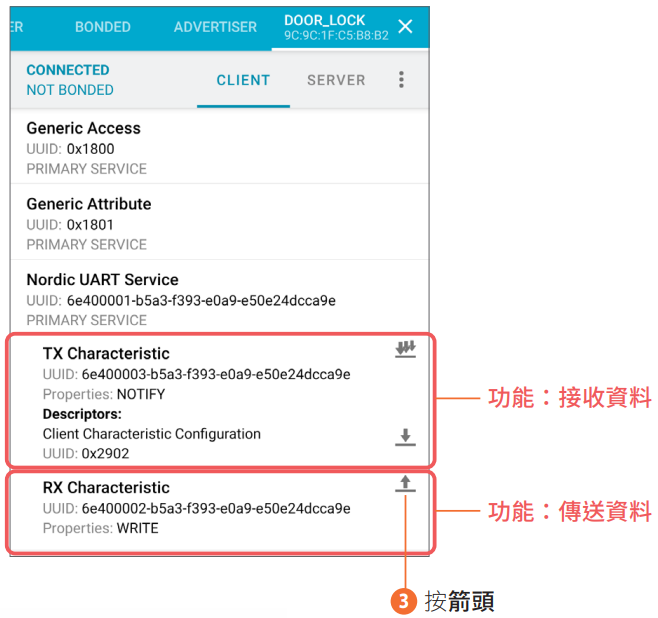 ER BONDED ADVERTISER DOOR_LOCK
9C:9C:1F:C5:B8:B2
CONNECTED
NOT BONDED
CLIENT SERVER
Generic Access
UUID: 0x1800
PRIMARY SERVICE
Generic Attribute
UUID: 0x1801
PRIMARY SERVICE
Nordic UART Service
UUID: 6e400001-b5a3-f393-e0a9-e50e24dcca9e
PRIMARY SERVICE
TX Characteristic
UUID: 6e400003-b5a3-f393-e0a9-e50e24dcca9e
Properties: NOTIFY
Descriptors:
Client Characteristic Configuration
UUID: 0x2902
功能：接收資料
RX Characteristic
UUID: 6e400002-b5a3-f393-e0a9-e50e24dcca9e
Properties: WRITE
功能：傳送資料
3 按箭頭